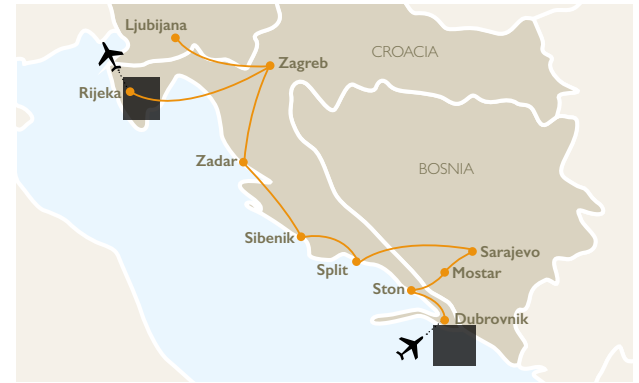 Ljubijana
CROACIA
Zagreb
Rijeka
Zadar
BOSNIA
Sibenik
Sarajevo
Split
Mostar
Ston
Dubrovnik